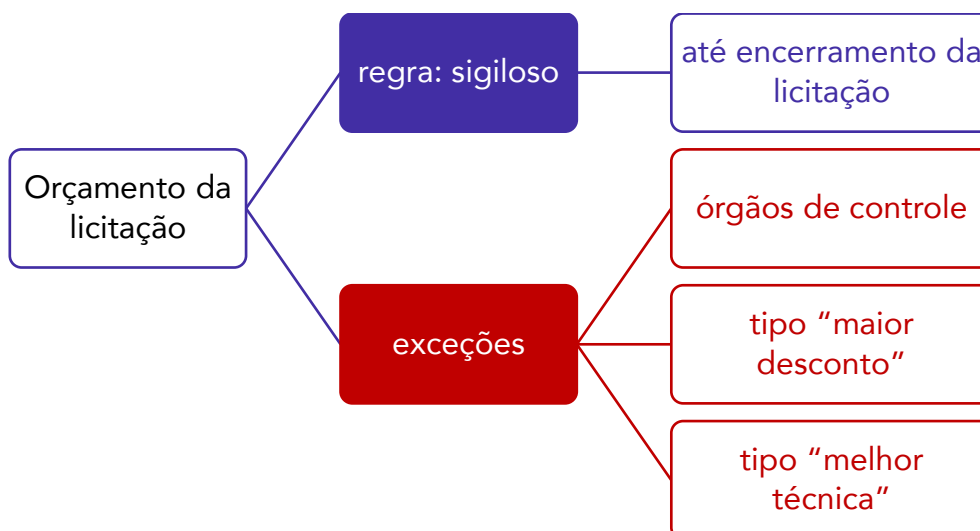 Orçamento da
licitação
regra: sigiloso
até encerramento da
licitação
exceções
órgãos de controle
tipo “maior
desconto”
tipo “melhor
técnica”